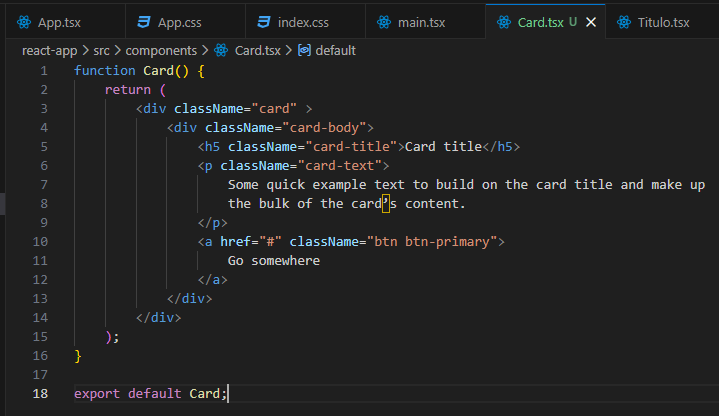 App.tsx App.css index.css main.tsx Card.tsx U Titulo.tsx
react-app > src > components > Card.tsx > default
1 function Card() {
2 return (
3 <div className="card" >
4 <div className="card-body">
5 <h5 className="card-title">Card title</h5>
6 <p className="card-text">
7 Some quick example text to build on the card title and make up
8 the bulk of the card’s content.
9 </p>
10 <a href="#" className="btn btn-primary">
11 Go somewhere
12 </a>
13 </div>
14 </div>
15 );
16 }
17
18 export default Card;